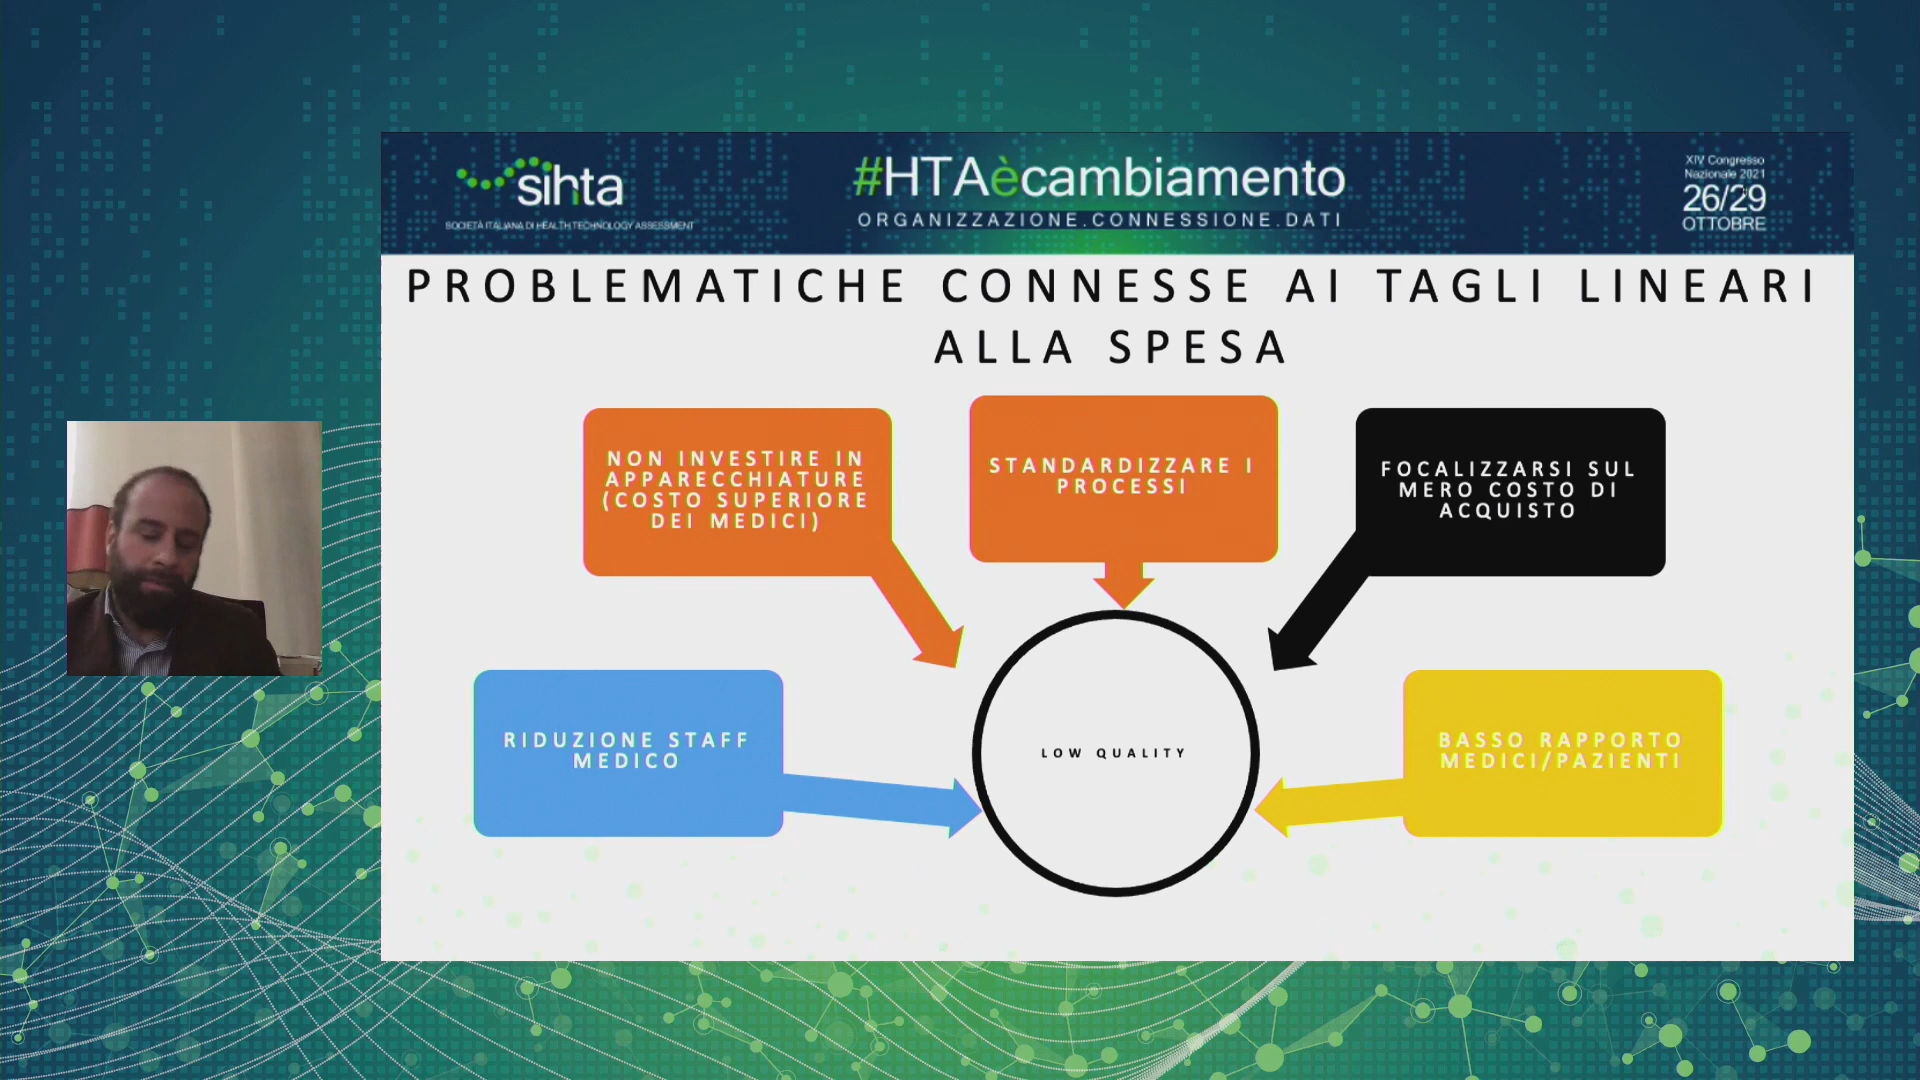 sihta
SOCIETÀ ITALIANA DI HEALTH TECHNOLOGY ASSESSMENT
#HTAècambiamento
ORGANIZZAZIONE.CONNESSIONE.DATI
XIV Congresso
Nazionale 2021
26/29
OTTOBRE
PROBLEMATICHE CONNESSE AI TAGLI LINEARI
ALLA SPESA
NON INVESTIRE IN
APPARECCHIATURE
(COSTO SUPERIORE
DEI MEDICI)
STANDARDIZZARE I
PROCESSI
FOCALIZZARSI SUL
MERO COSTO DI
ACQUISTO
RIDUZIONE STAFF
MEDICO
LOW QUALITY
BASSO RAPPORTO
MEDICI/PAZIENTI